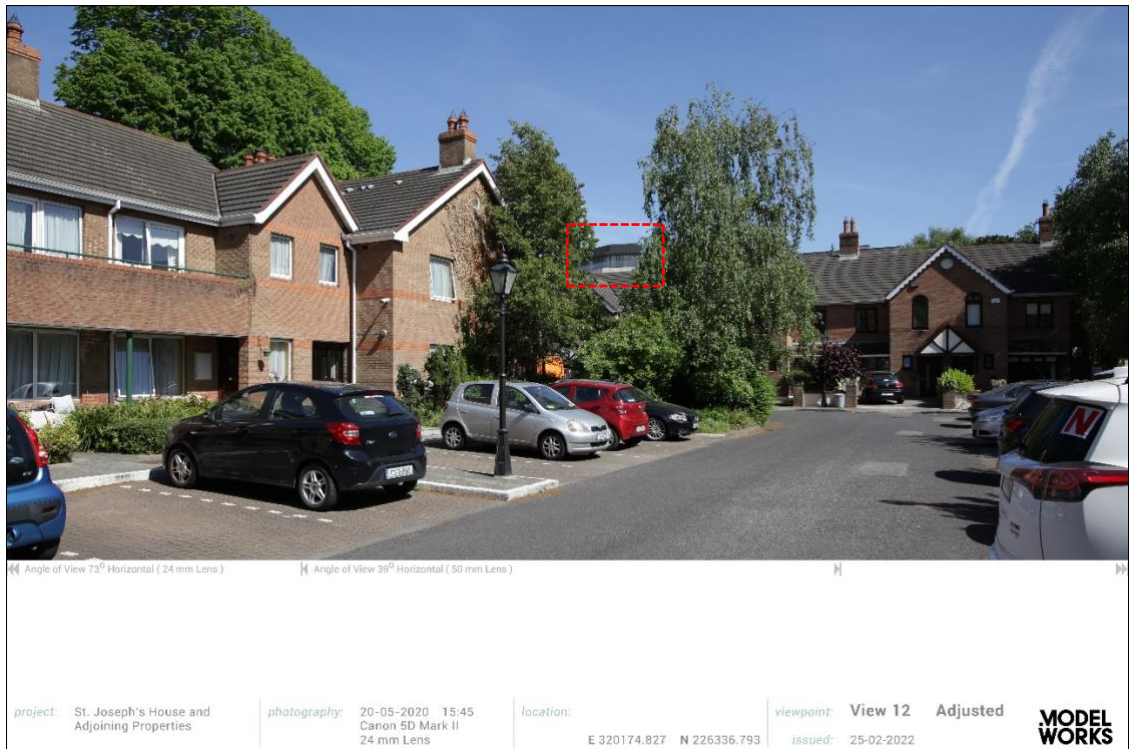 N
Angle of View 73⁰ Horizontal ( 24 mm Lens )
Angle of View 39⁰ Horizontal ( 50 mm Lens )
project: St. Joseph's House and
Adjoining Properties
photography: 20-05-2020 15:45
Canon 5D Mark II
24 mm Lens
location:
E 320174.827 N 226336.793
viewpoint: View 12 Adjusted
issued: 25-02-2022
MODEL
WORKS